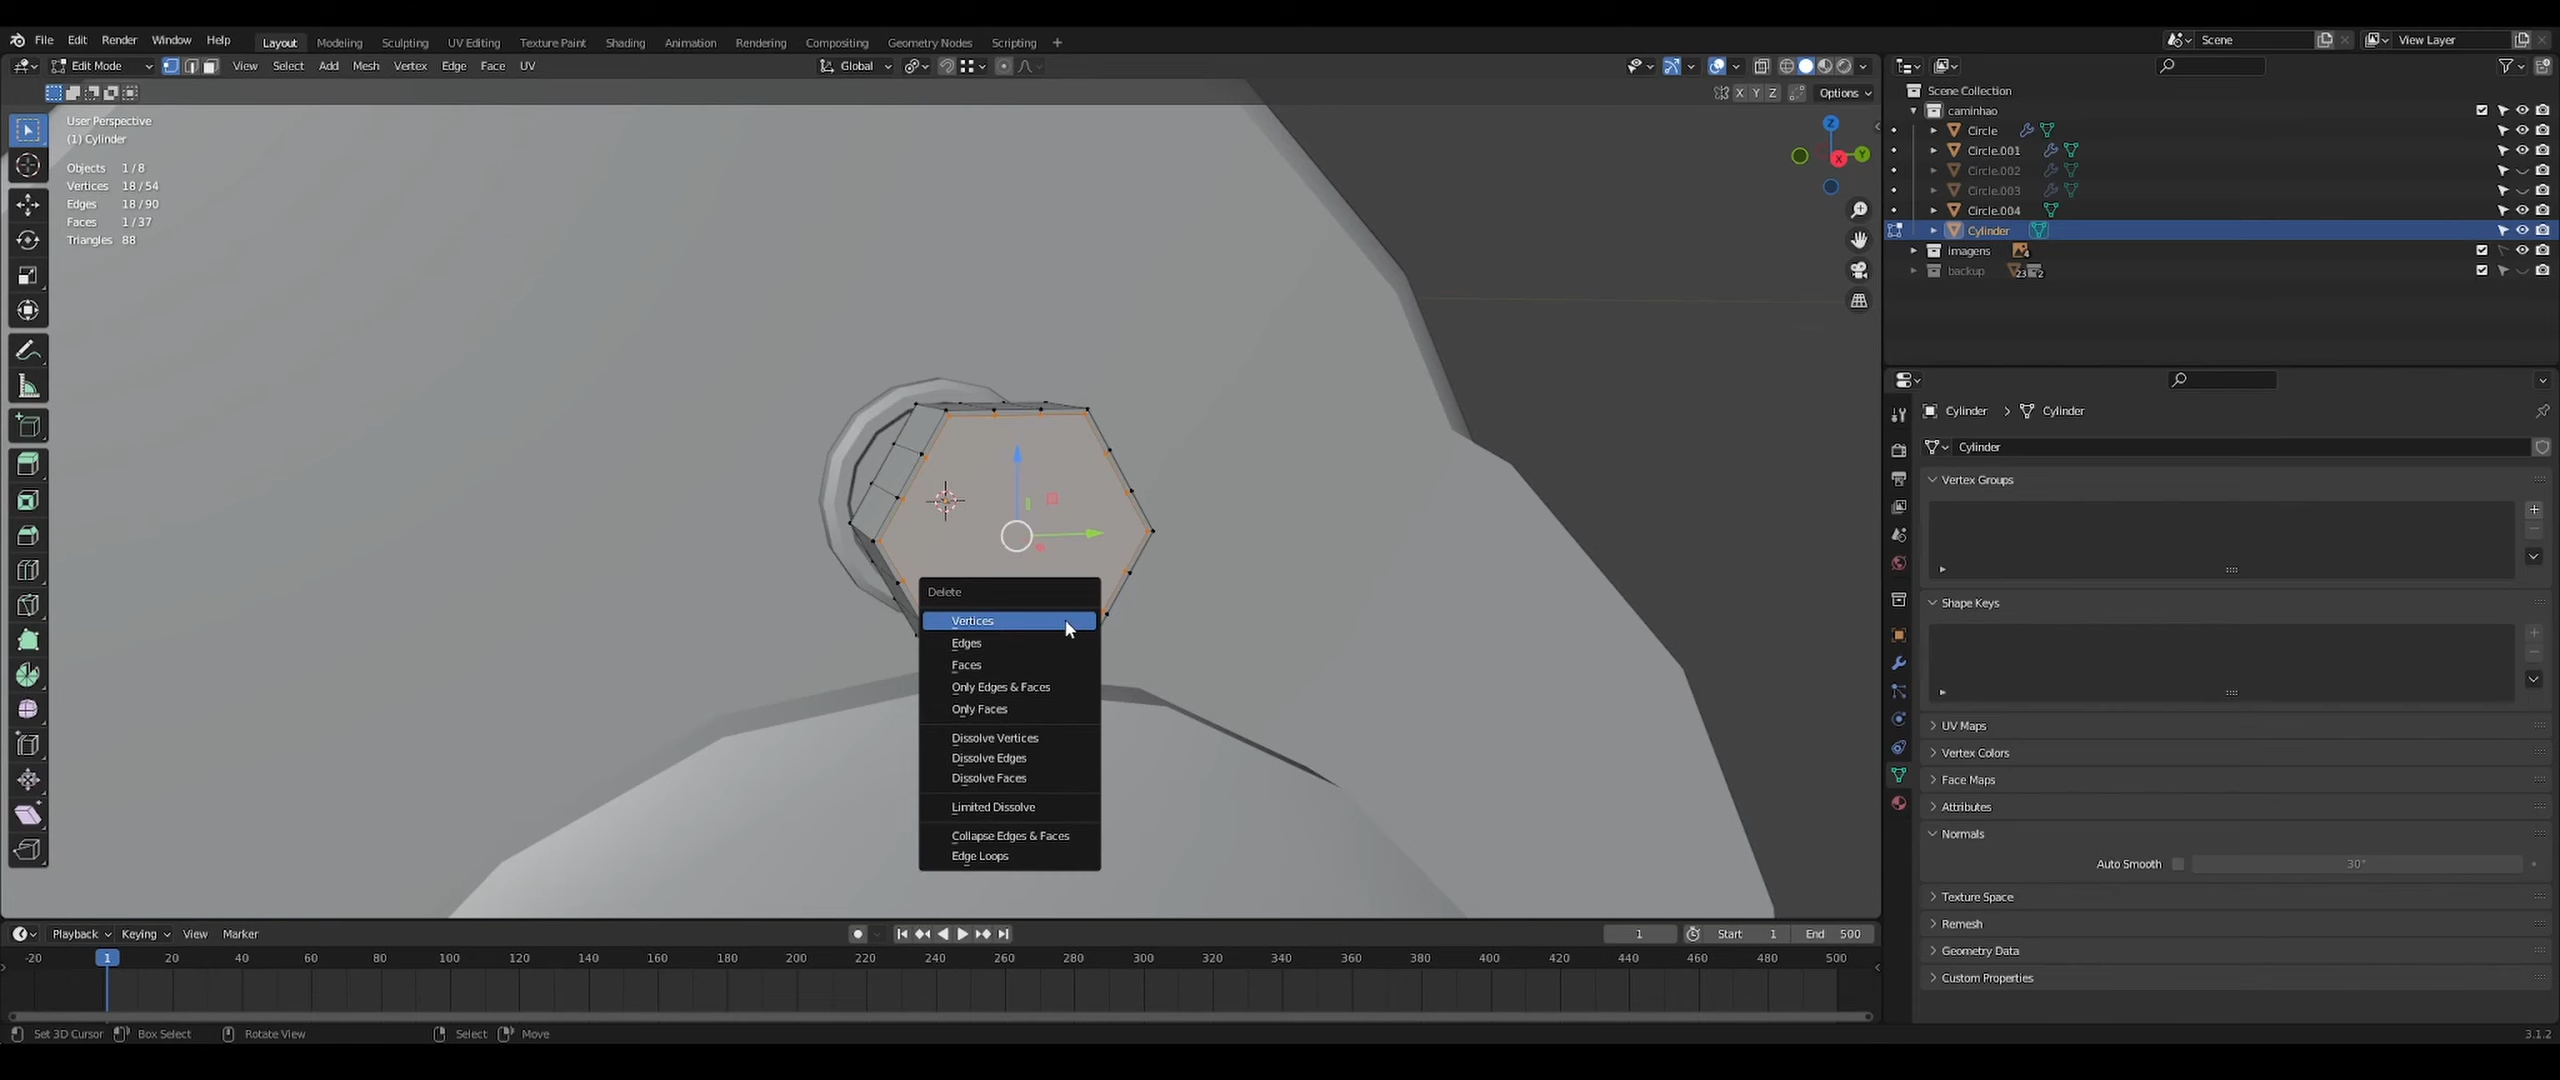 File Edit Render Window Help Layout Modeling Sculpting UV Editing Texture Paint Shading Animation Rendering Compositing Geometry Nodes Scripting + Scene View Layer
Edit Mode View Select Add Mesh Vertex Edge Face UV Global
X Y Z Options
User Perspective
(1) Cylinder
Objects 1/8
Vertices 18/54
Edges 18/90
Faces 1/37
Triangles 88
Z
X
Y
Delete
Vertices
Edges
Faces
Only Edges & Faces
Only Faces
Dissolve Vertices
Dissolve Edges
Dissolve Faces
Limited Dissolve
Collapse Edges & Faces
Edge Loops
Scene Collection
caminhao
Circle
Circle.001
Circle.002
Circle.003
Circle.004
Cylinder
imagens 4
backup 23 2
Cylinder > Cylinder
Cylinder
Vertex Groups
Shape Keys
UV Maps
Vertex Colors
Face Maps
Attributes
Normals
Auto Smooth 30°
Texture Space
Remesh
Geometry Data
Custom Properties
Playback Keying View Marker 1 Start 1 End 500
-20 1 20 40 60 80 100 120 140 160 180 200 220 240 260 280 300 320 340 360 380 400 420 440 460 480 500
Set 3D Cursor Box Select Rotate View Select Move 3.1.2